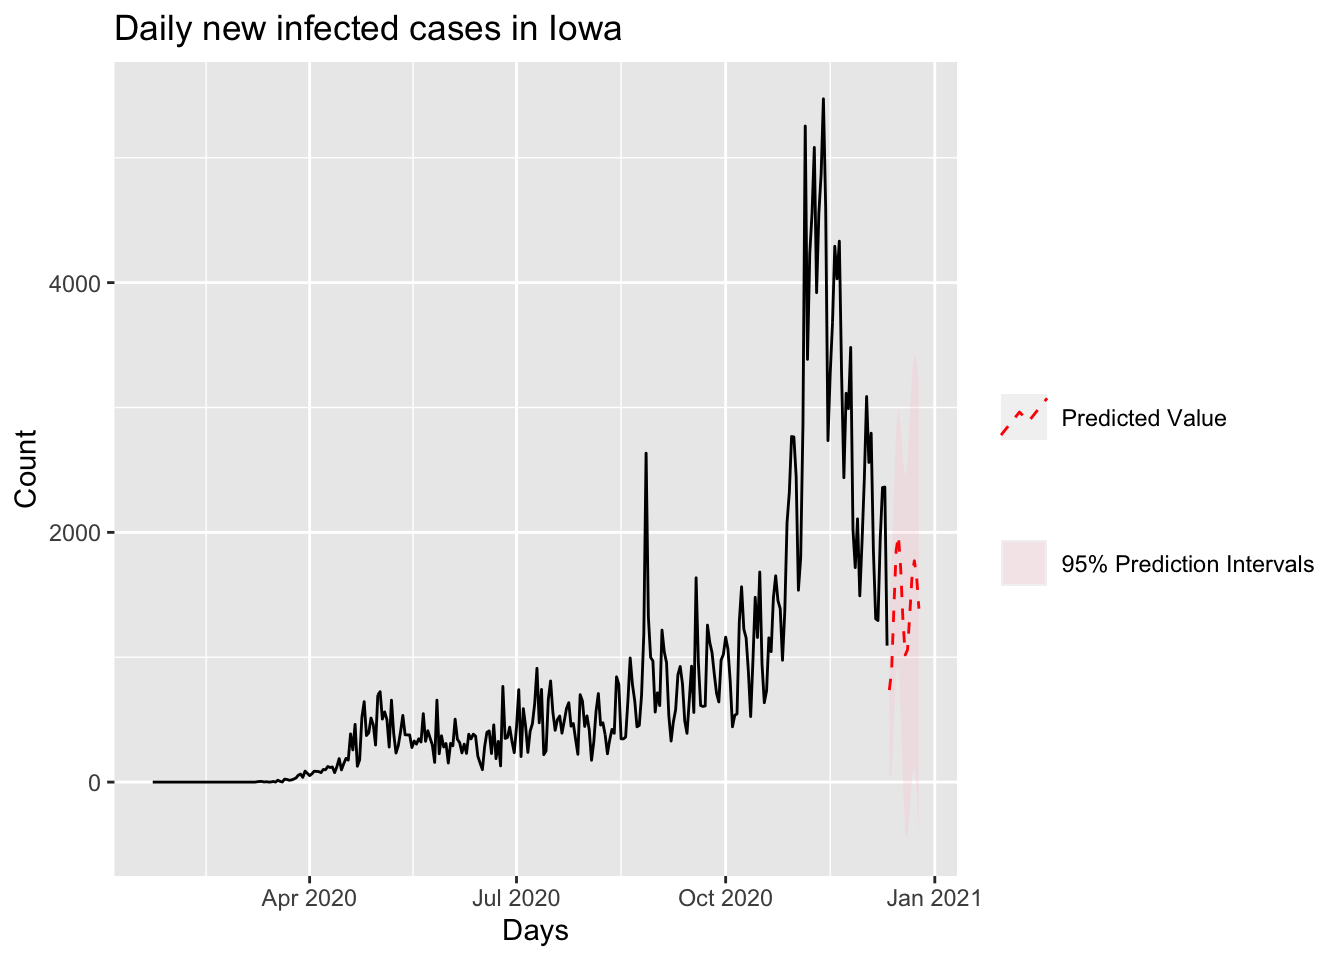 Daily new infected cases in Iowa
Count
4000
2000
0
Apr 2020
Jul 2020
Oct 2020
Jan 2021
Days
Predicted Value
95% Prediction Intervals